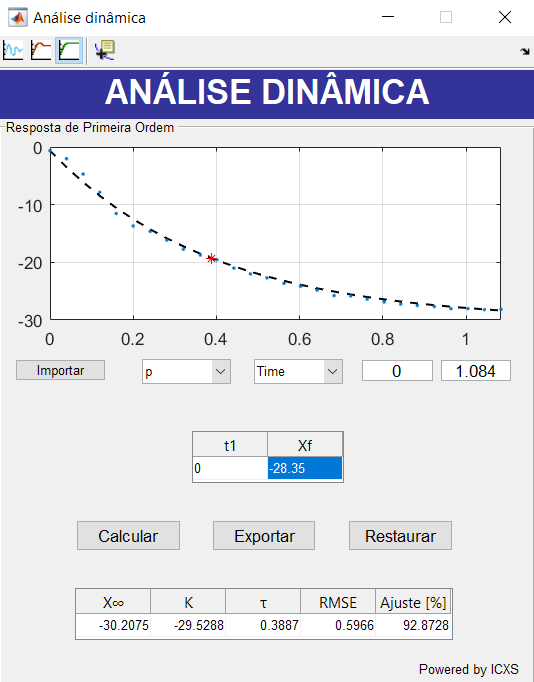 Análise dinâmica
ANÁLISE DINÂMICA
Resposta de Primeira Ordem
0
-10
-20
-30
0 0.2 0.4 0.6 0.8 1
Importar p Time 0 1.084
t1 Xf
0 -28.35
Calcular Exportar Restaurar
X∞ K τ RMSE Ajuste [%]
-30.2075 -29.5288 0.3887 0.5966 92.8728
Powered by ICXS